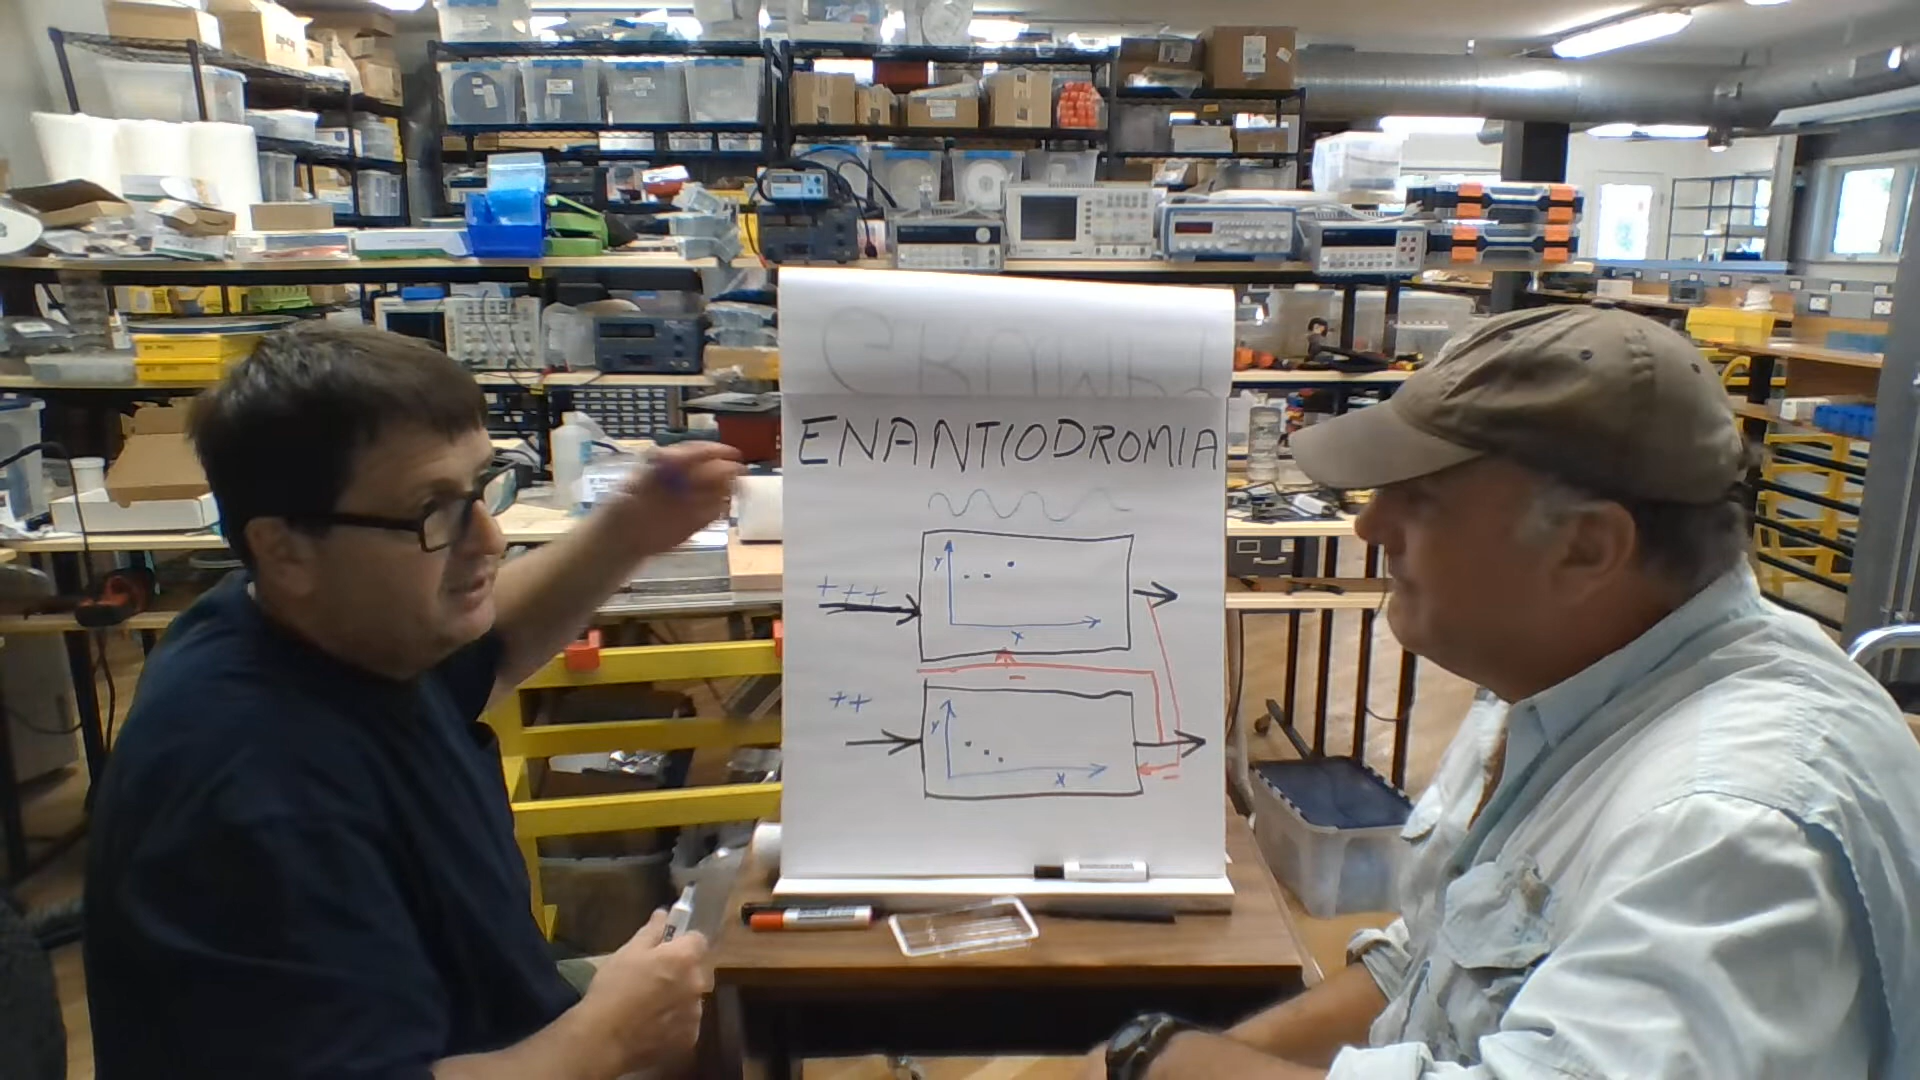 ENANTIODROMIA
Y
+++
X
-
++
Y
X
-